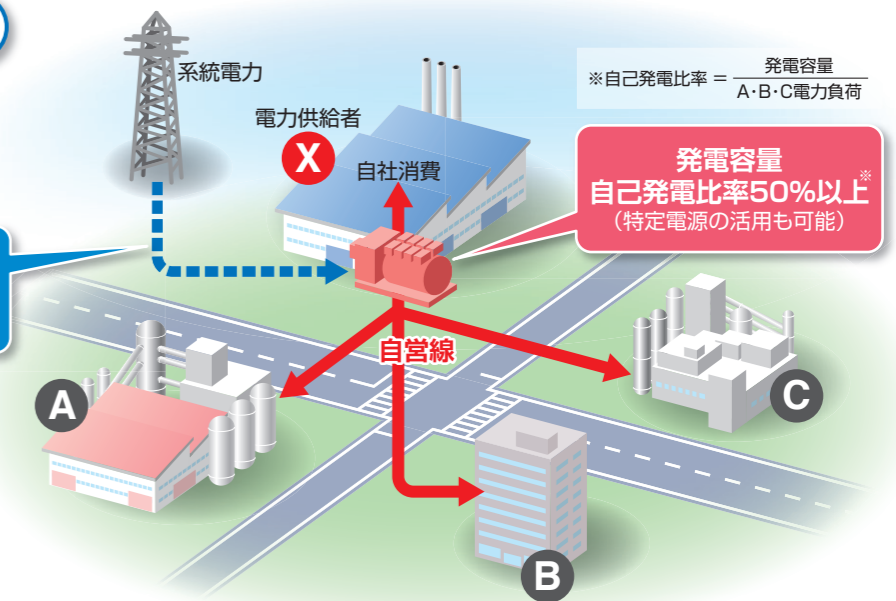 系統電力
電力供給者
X
自社消費
※自己発電比率 = 発電容量 / A・B・C電力負荷
発電容量
自己発電比率50%以上※
（特定電源の活用も可能）
自営線
A
C
B